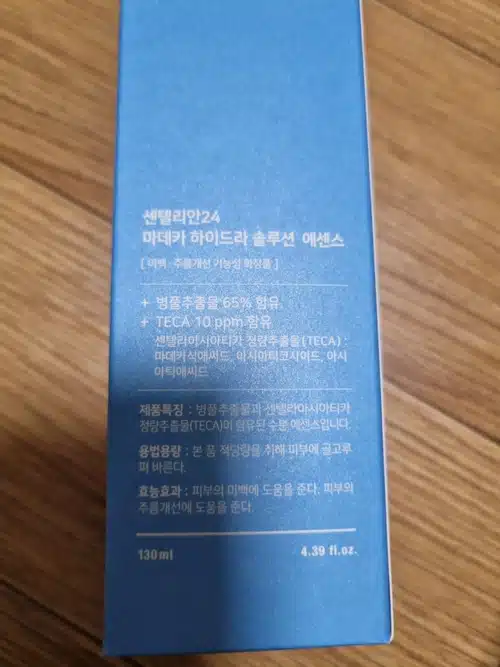 센텔리안24
마데카 하이드라 솔루션 에센스
[ 미백·주름개선 기능성 화장품 ]
+ 병풀추출물 65% 함유
+ TECA 10 ppm 함유
센텔라아시아티카 정량추출물(TECA) :
마데카식애씨드, 아시아티코사이드, 아시
아틱애씨드
제품특징 : 병풀추출물과 센텔라아시아티카
정량추출물(TECA)이 함유된 수분 에센스입니다.
용법용량 : 본 품 적당량을 취해 피부에 골고루
펴 바른다.
효능효과 : 피부의 미백에 도움을 준다. 피부의
주름개선에 도움을 준다.
130ml 4.39 fl.oz.